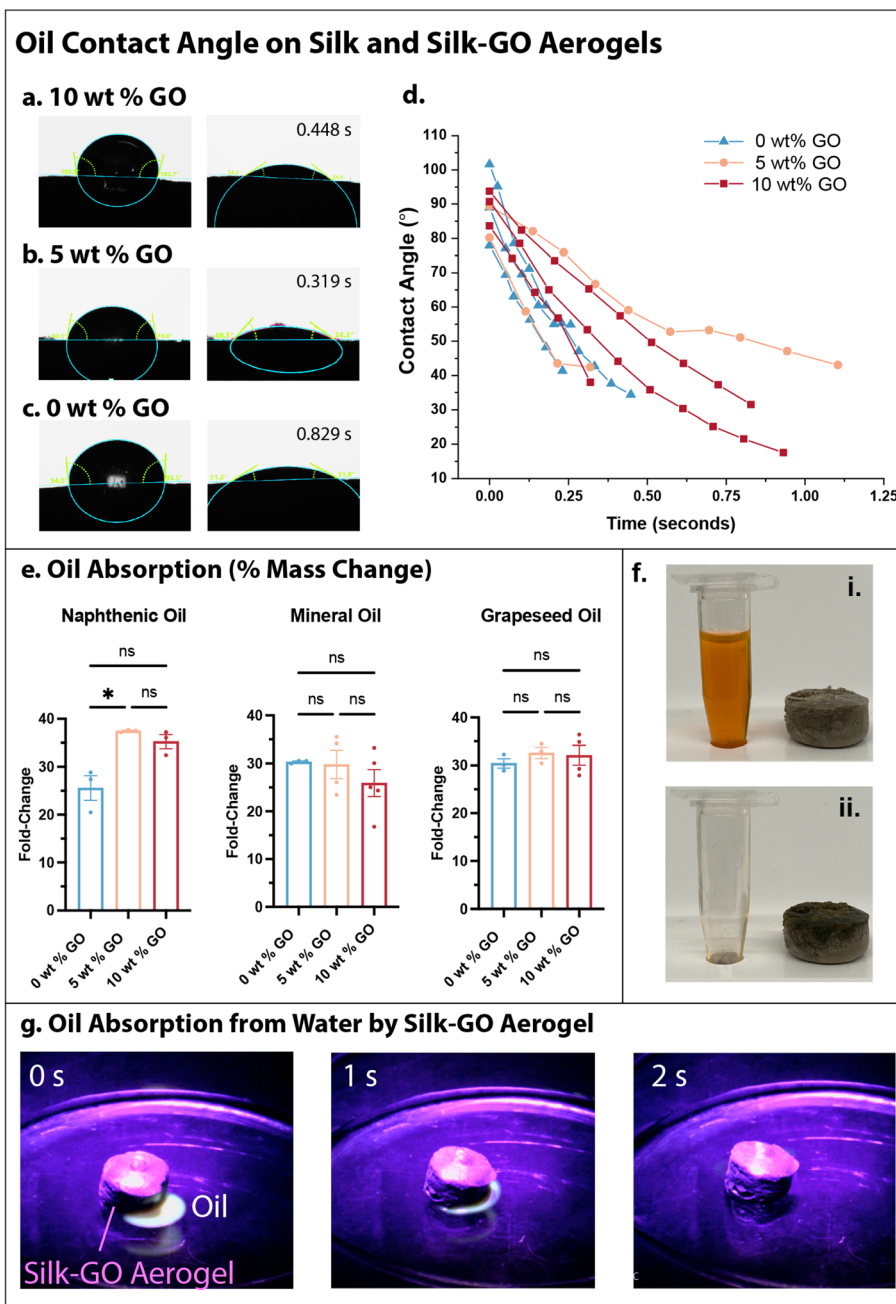 Oil Contact Angle on Silk and Silk-GO Aerogels
a. 10 wt % GO
0.448 s
b. 5 wt % GO
0.319 s
c. 0 wt % GO
0.829 s
d.
110
100
90
80
70
60
50
40
30
20
10
Contact Angle (°)
0.00
0.25
0.50
0.75
1.00
1.25
Time (seconds)
0 wt% GO
5 wt% GO
10 wt% GO
e. Oil Absorption (% Mass Change)
Naphthenic Oil
ns
* ns
40
30
20
10
0
Fold-Change
0 wt % GO
5 wt % GO
10 wt % GO
Mineral Oil
ns
ns ns
40
30
20
10
0
Fold-Change
0 wt % GO
5 wt % GO
10 wt % GO
Grapeseed Oil
ns
ns ns
40
30
20
10
0
Fold-Change
0 wt % GO
5 wt % GO
10 wt % GO
f.
i.
ii.
g. Oil Absorption from Water by Silk-GO Aerogel
0 s
Oil
Silk-GO Aerogel
1 s
2 s
c